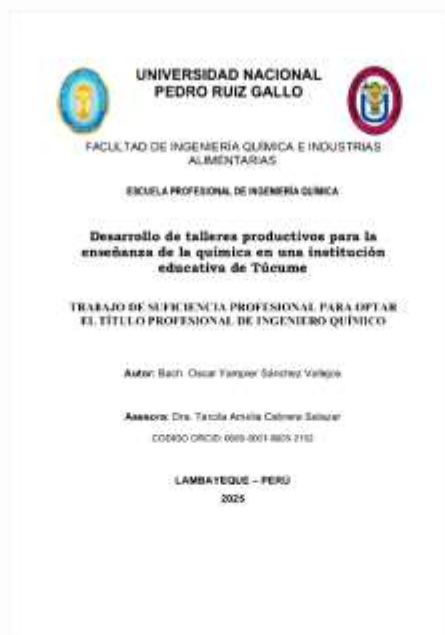 UNIVERSIDAD NACIONAL
PEDRO RUIZ GALLO
FACULTAD DE INGENIERÍA QUÍMICA E INDUSTRIAS
ALIMENTARIAS
ESCUELA PROFESIONAL DE INGENIERÍA QUÍMICA
Desarrollo de talleres productivos para la
enseñanza de la química en una institución
educativa de Túcume
TRABAJO DE SUFICIENCIA PROFESIONAL PARA OPTAR
EL TÍTULO PROFESIONAL DE INGENIERO QUÍMICO
Autor: Bach. Oscar Sánchez Vallejos
Asesora: Dra. Tarcila Amelia Cabrera Salazar
CODIGO ORCID:
LAMBAYEQUE – PERÚ
2025